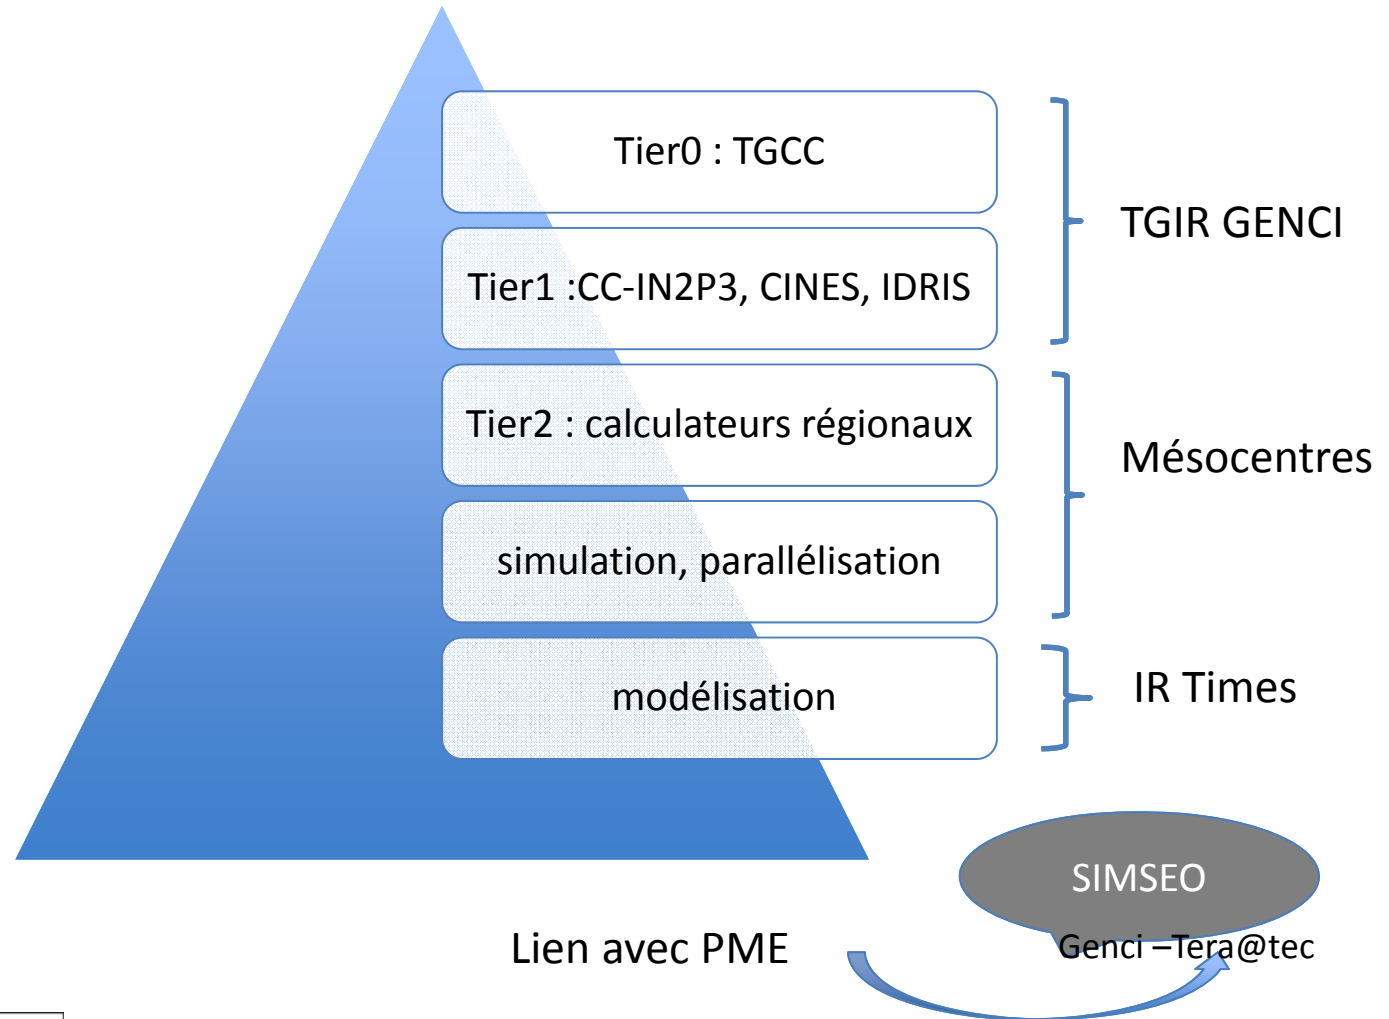 Tier0 : TGCC
TGIR GENCI
Tier1 :CC-IN2P3, CINES, IDRIS
Tier2 : calculateurs régionaux
Mésocentres
simulation, parallélisation
modélisation
IR Times
SIMSEO
Lien avec PME
Genci –Tera@tec